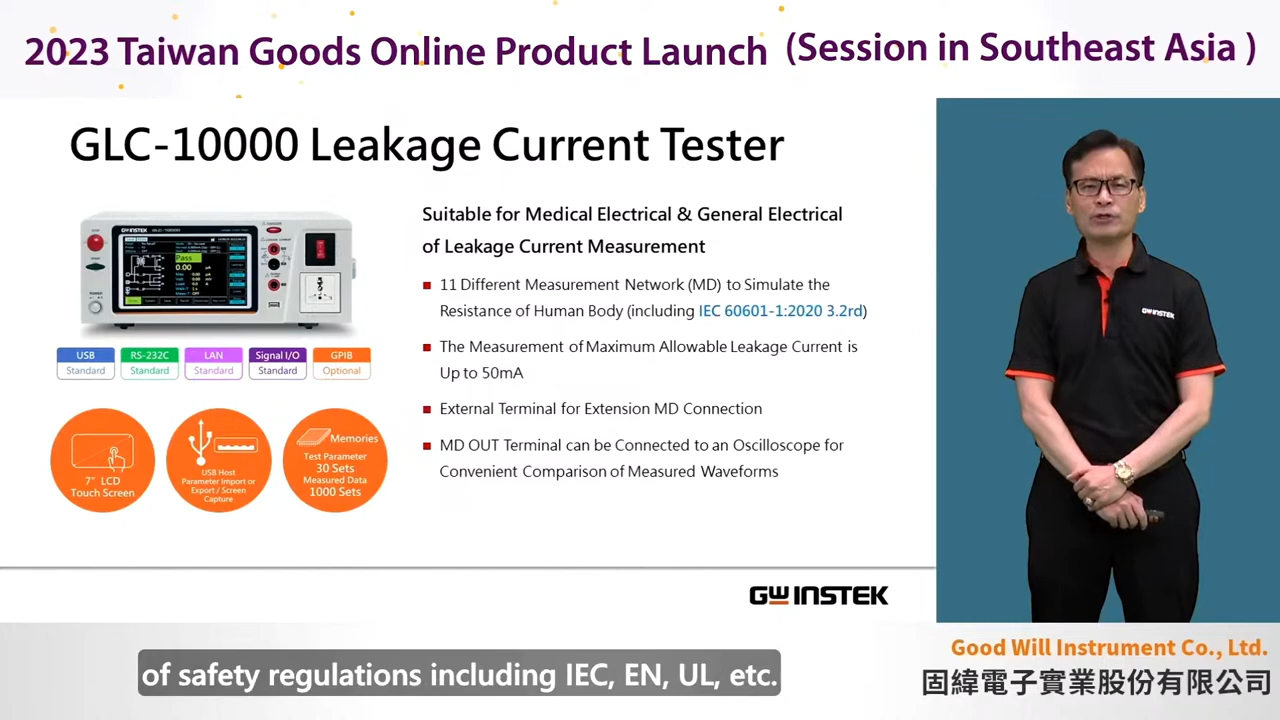 2023 Taiwan Goods Online Product Launch (Session in Southeast Asia )
GLC-10000 Leakage Current Tester
Suitable for Medical Electrical & General Electrical
of Leakage Current Measurement
11 Different Measurement Network (MD) to Simulate the
Resistance of Human Body (including IEC 60601-1:2020 3.2rd)
The Measurement of Maximum Allowable Leakage Current is
Up to 50mA
External Terminal for Extension MD Connection
MD OUT Terminal can be Connected to an Oscilloscope for
Convenient Comparison of Measured Waveforms
GWINSTEK GLC-10000
Pass
0.00
USB
Standard
RS-232C
Standard
LAN
Standard
Signal I/O
Standard
GPIB
Optional
7" LCD
Touch Screen
USB Host
Parameter Import or
Export / Screen
Capture
Memories
Test Parameter
30 Sets
Measured Data
1000 Sets
GWINSTEK
GWINSTEK
of safety regulations including IEC, EN, UL, etc.
Good Will Instrument Co., Ltd.
固緯電子實業股份有限公司